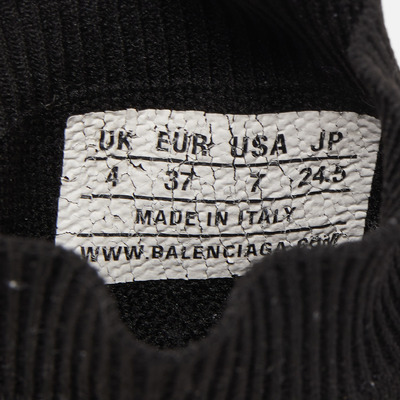 UK EUR USA JP
4 37 7 24.5
MADE IN ITALY
WWW.BALENCIAGA.COM